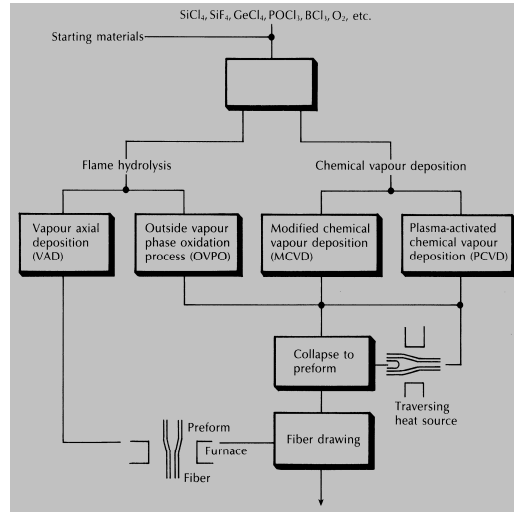 SiCl₄, SiF₄, GeCl₄, POCl₃, BCl₃, O₂, etc.
Starting materials
Flame hydrolysis
Chemical vapour deposition
Vapour axial
deposition
(VAD)
Outside vapour
phase oxidation
process (OVPO)
Modified chemical
vapour deposition
(MCVD)
Plasma-activated
chemical vapour
deposition (PCVD)
Collapse to
preform
Traversing
heat source
Preform
Furnace
Fiber
Fiber drawing